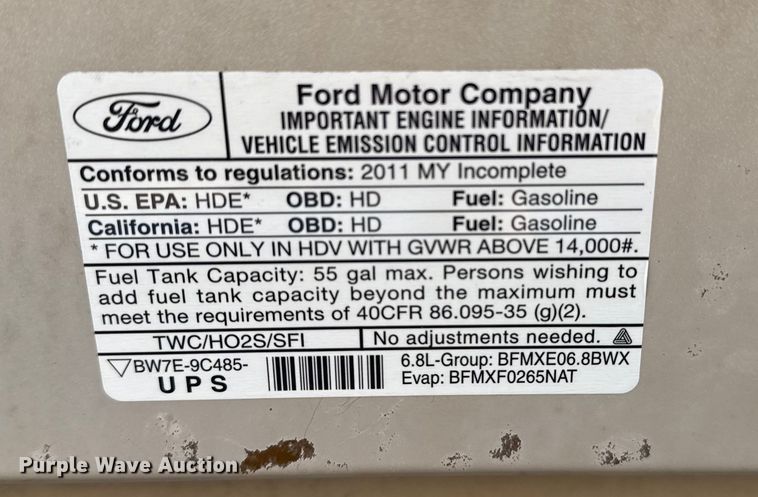 Ford
Ford Motor Company
IMPORTANT ENGINE INFORMATION/
VEHICLE EMISSION CONTROL INFORMATION
Conforms to regulations: 2011 MY Incomplete
U.S. EPA: HDE* OBD: HD Fuel: Gasoline
California: HDE* OBD: HD Fuel: Gasoline
* FOR USE ONLY IN HDV WITH GVWR ABOVE 14,000#.
Fuel Tank Capacity: 55 gal max. Persons wishing to
add fuel tank capacity beyond the maximum must
meet the requirements of 40CFR 86.095-35 (g)(2).
TWC/HO2S/SFI No adjustments needed.
BW7E-9C485-
UPS
6.8L-Group: BFMXE06.8BWX
Evap: BFMXF0265NAT
Purple Wave Auction